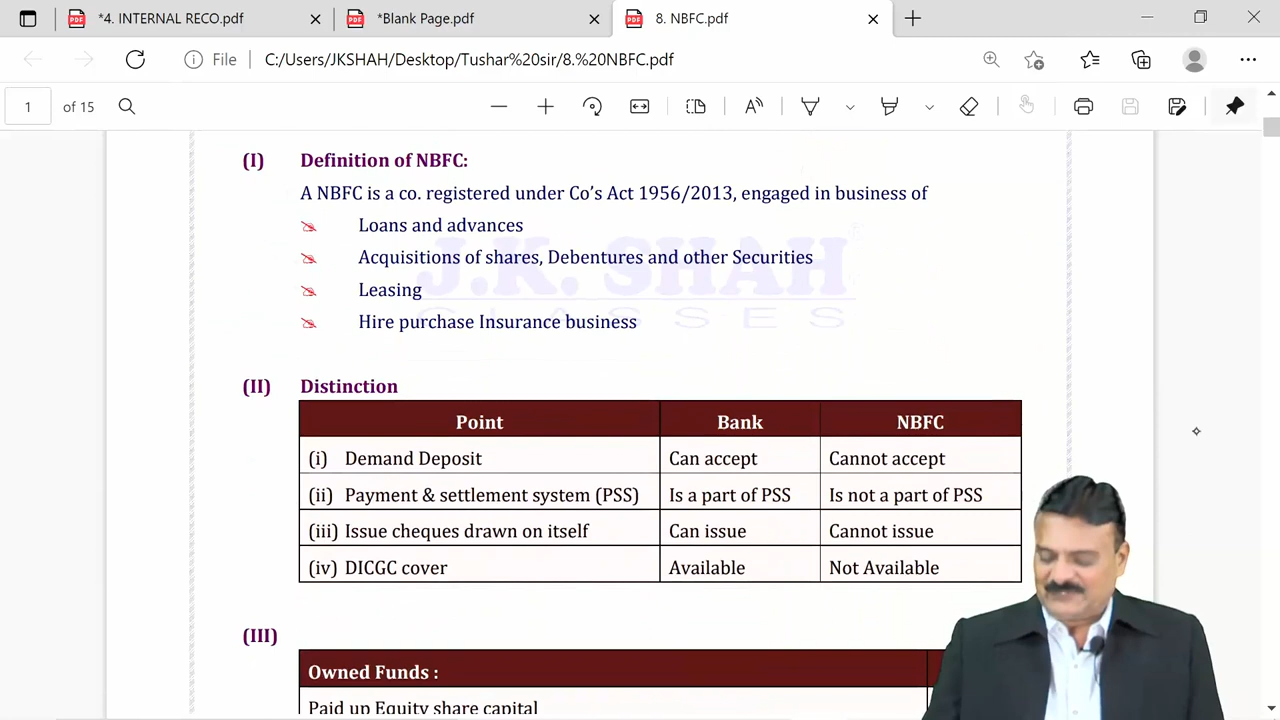 *4. INTERNAL RECO.pdf
*Blank Page.pdf
8. NBFC.pdf
File C:/Users/JKSHAH/Desktop/Tushar%20sir/8.%20NBFC.pdf
1 of 15
(I) Definition of NBFC:
A NBFC is a co. registered under Co's Act 1956/2013, engaged in business of
Loans and advances
Acquisitions of shares, Debentures and other Securities
Leasing
Hire purchase Insurance business
J.K. SHAH
CLASSES
(II) Distinction
Point Bank NBFC
(i) Demand Deposit Can accept Cannot accept
(ii) Payment & settlement system (PSS) Is a part of PSS Is not a part of PSS
(iii) Issue cheques drawn on itself Can issue Cannot issue
(iv) DICGC cover Available Not Available
(III)
Owned Funds :
Paid up Equity share capital